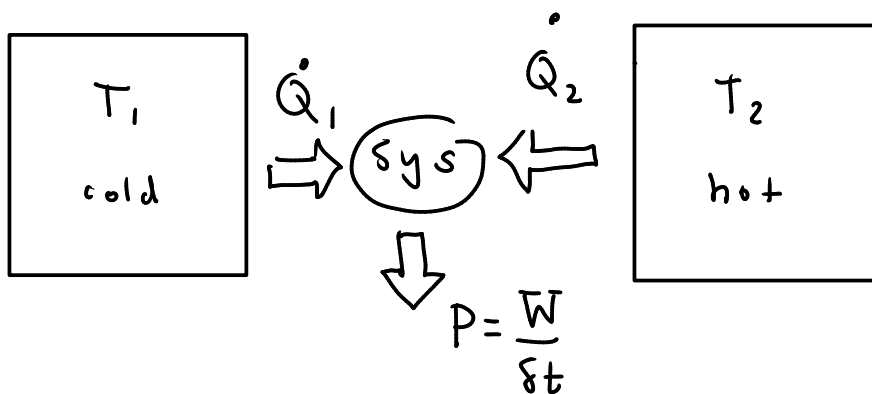 T₁
cold
Q̇₁
sys
Q̇₂
T₂
hot
P = W/δt